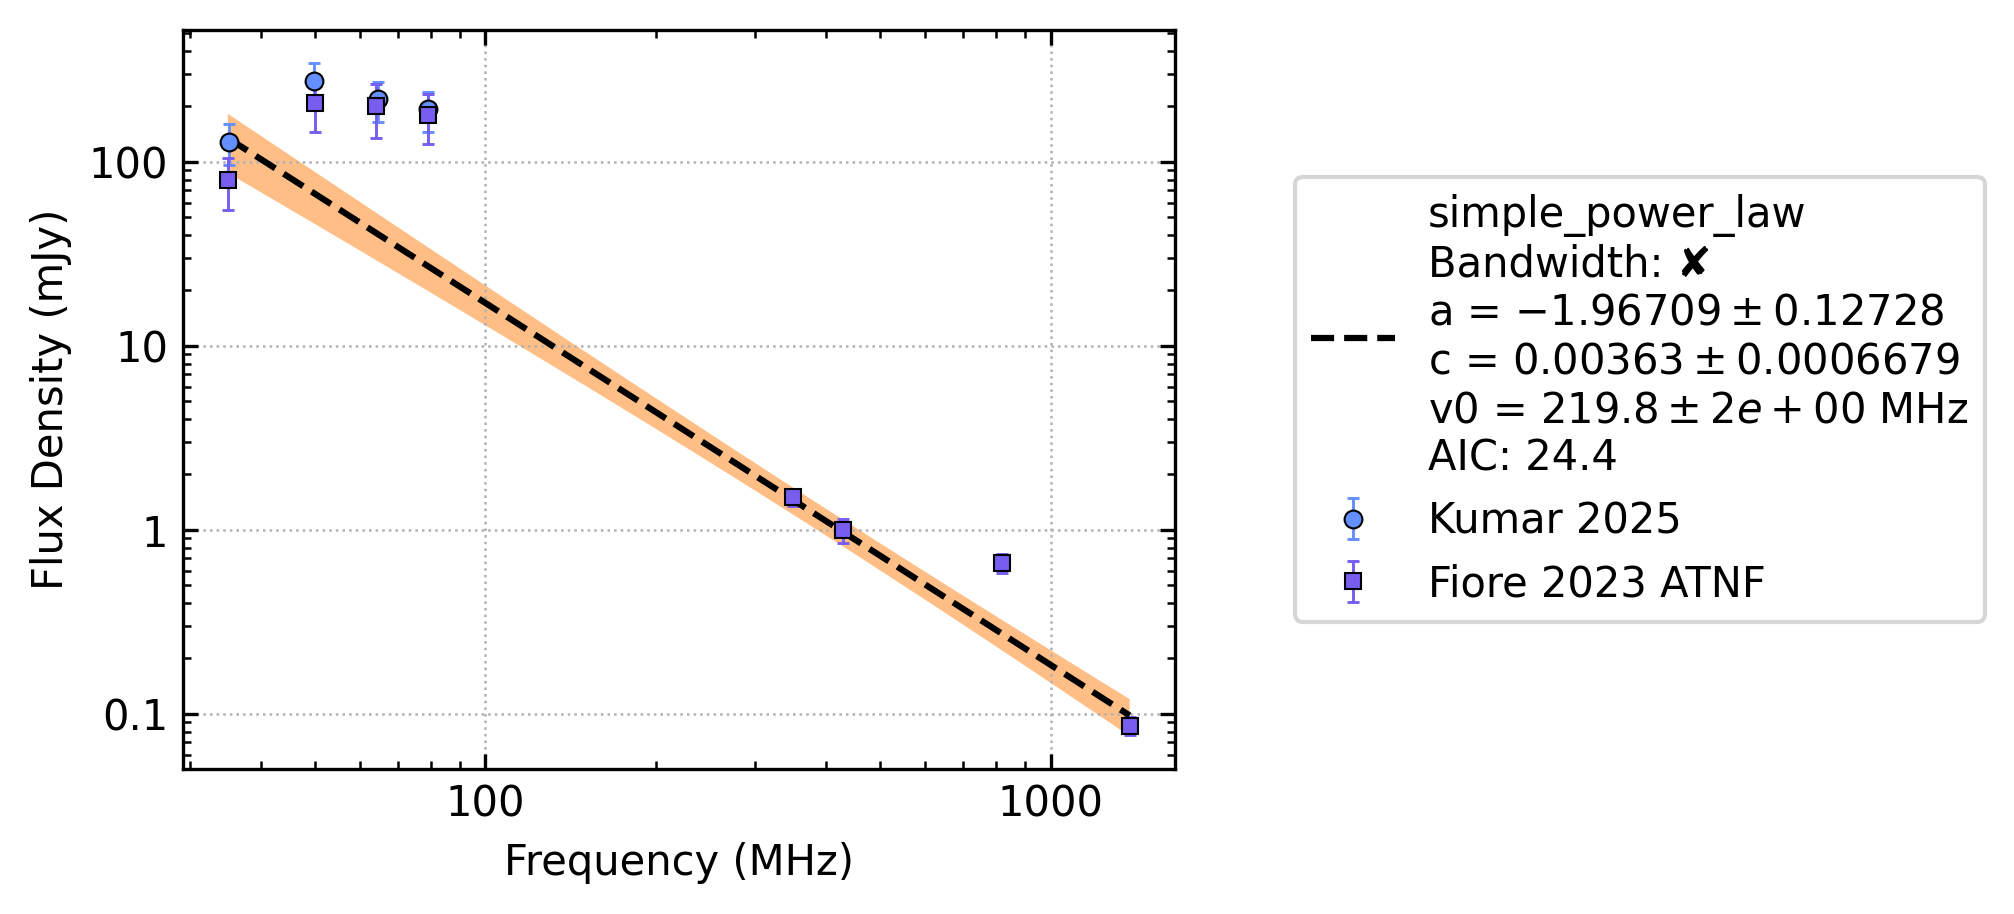 Flux Density (mJy)
100
10
1
0.1
100
1000
Frequency (MHz)
simple_power_law
Bandwidth: ✘
a = −1.96709 ± 0.12728
c = 0.00363 ± 0.0006679
v0 = 219.8 ± 2e + 00 MHz
AIC: 24.4
Kumar 2025
Fiore 2023 ATNF